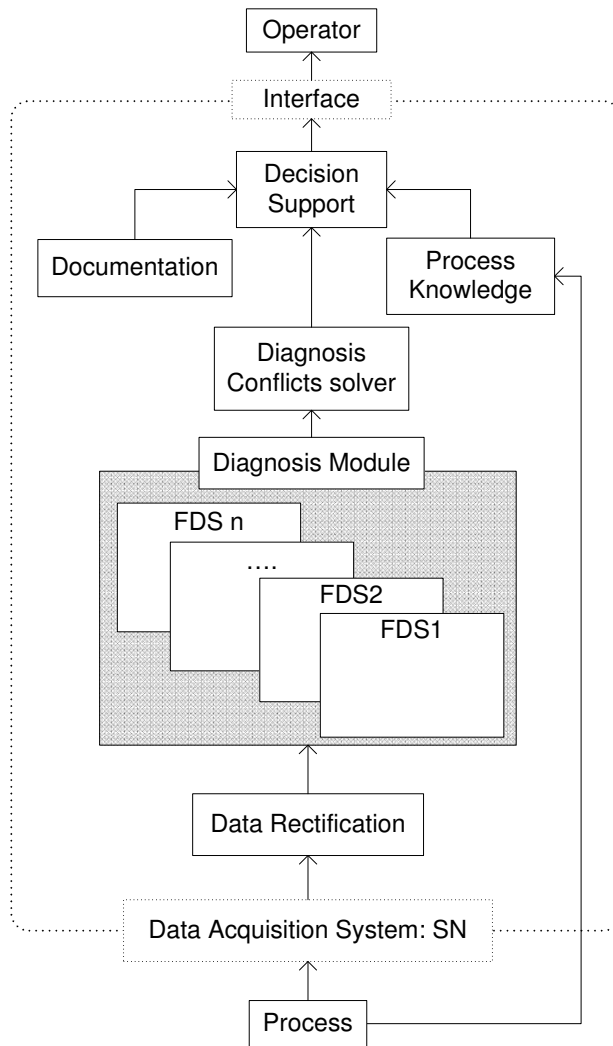 Operator
Interface
Decision
Support
Documentation
Process
Knowledge
Diagnosis
Conflicts solver
Diagnosis Module
FDS n
....
FDS2
FDS1
Data Rectification
Data Acquisition System: SN
Process